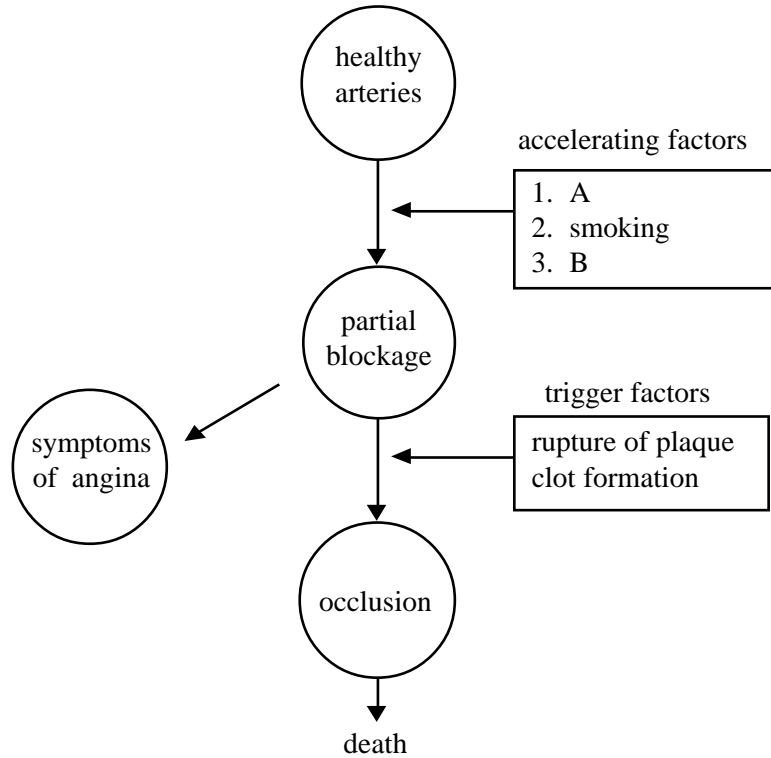 healthy
arteries
accelerating factors
1. A
2. smoking
3. B
partial
blockage
trigger factors
rupture of plaque
clot formation
symptoms
of angina
occlusion
death